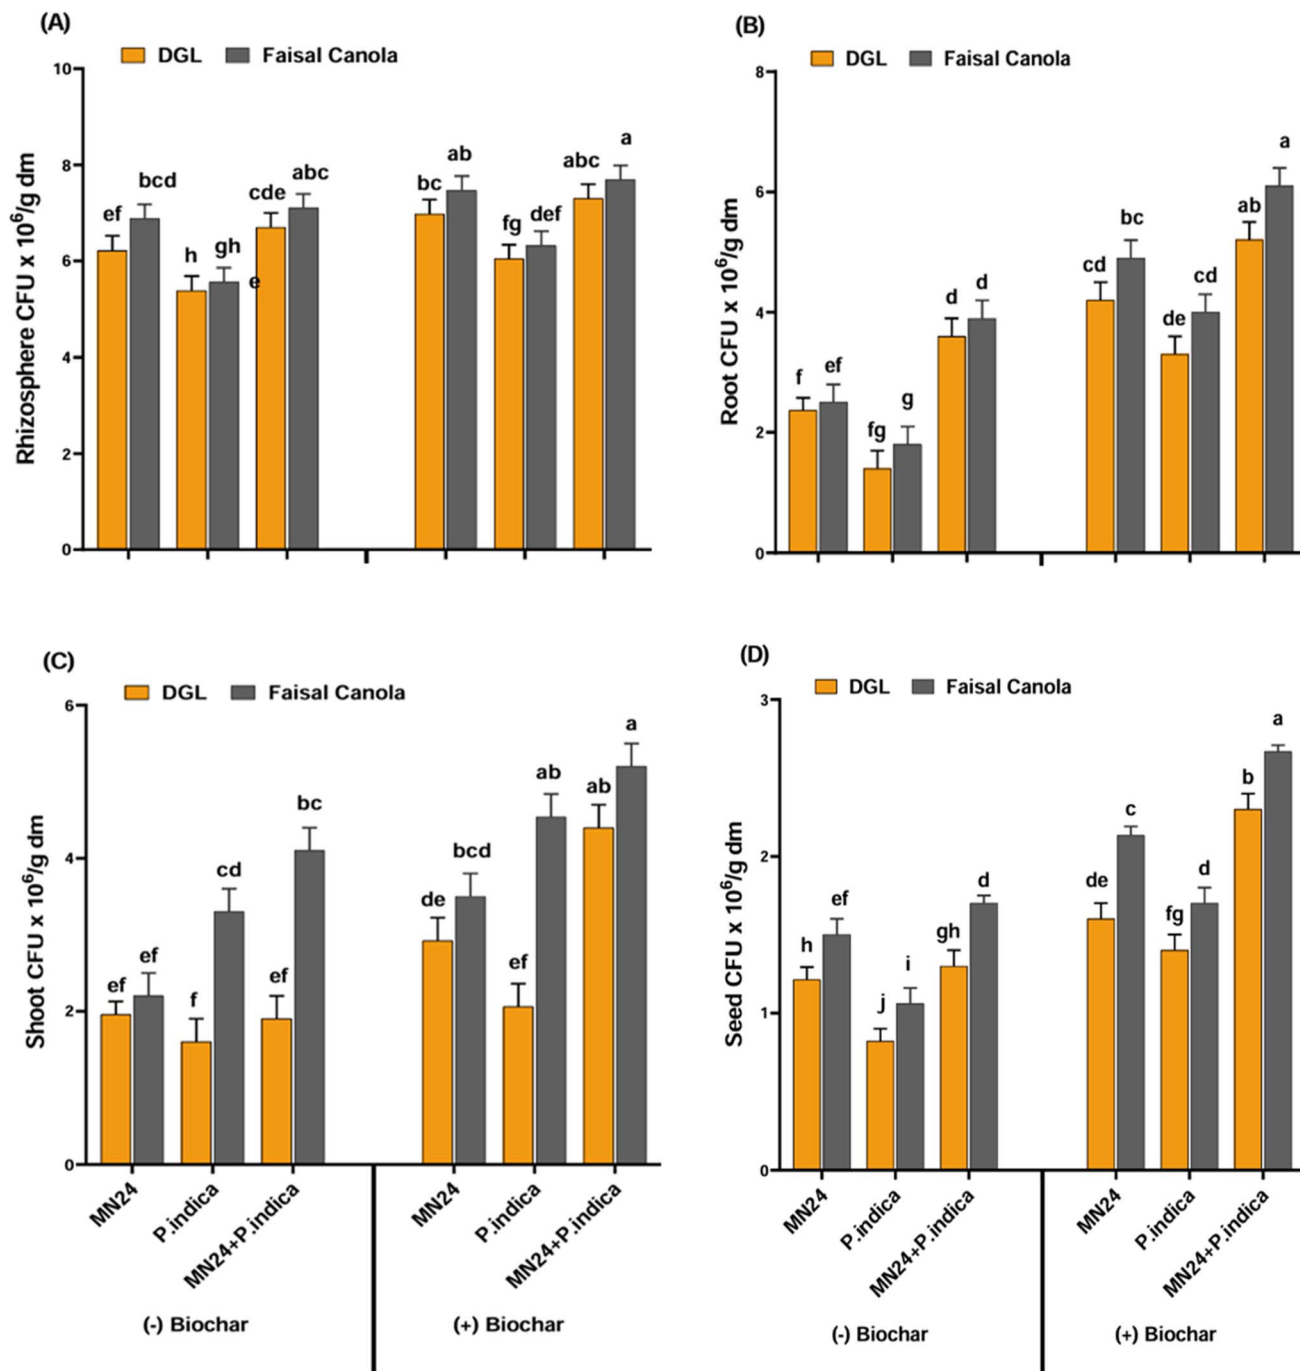 (A)
DGL Faisal Canola
Rhizosphere CFU x 10⁶/g dm
10
8
6
4
2
0
ef bcd h gh e cde abc bc ab fg def abc a
(B)
DGL Faisal Canola
Root CFU x 10⁶/g dm
8
6
4
2
0
f ef fg g d d cd bc de cd ab a
(C)
DGL Faisal Canola
Shoot CFU x 10⁶/g dm
6
4
2
0
ef ef f cd ef bc de bcd ef ab ab a
MN24 P.indica MN24+P.indica MN24 P.indica MN24+P.indica
(-) Biochar (+) Biochar
(D)
DGL Faisal Canola
Seed CFU x 10⁶/g dm
3
2
1
0
h ef j i gh d de c fg d b a
MN24 P.indica MN24+P.indica MN24 P.indica MN24+P.indica
(-) Biochar (+) Biochar